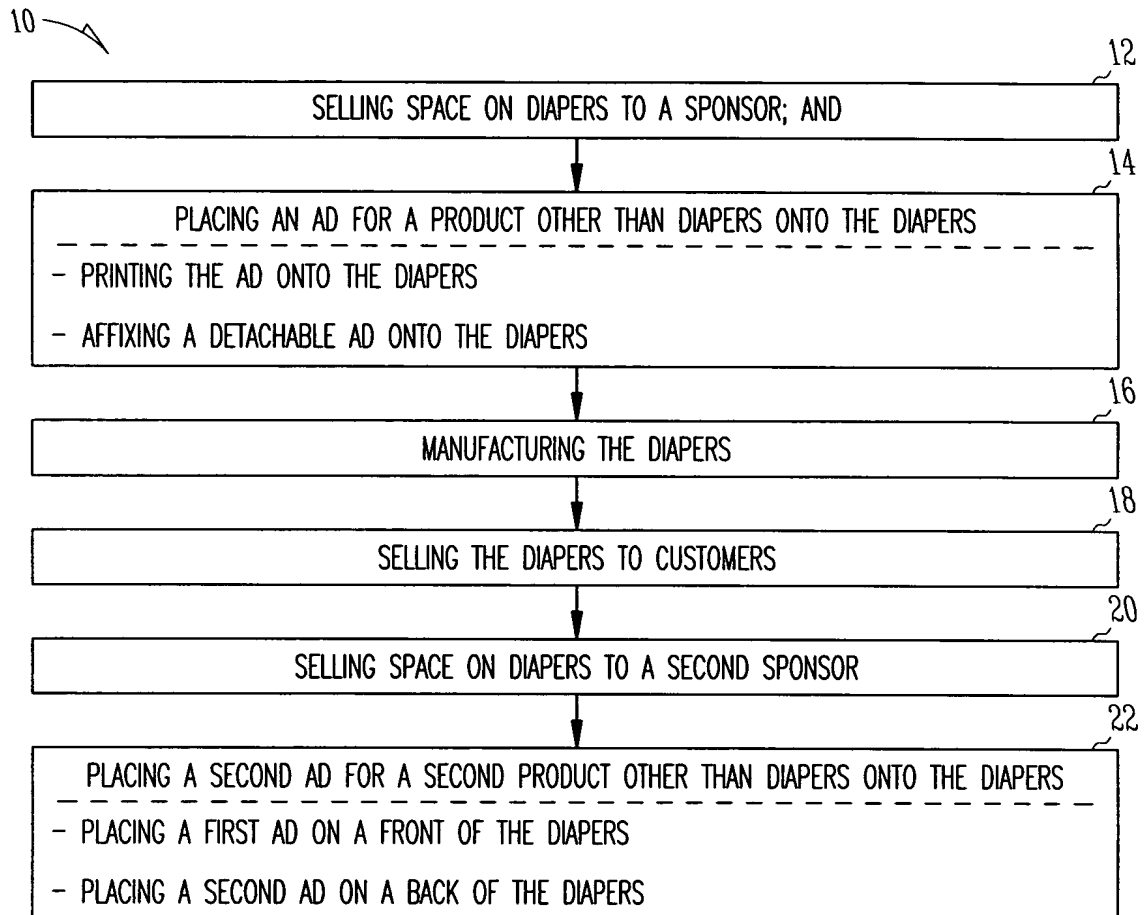 10
12
SELLING SPACE ON DIAPERS TO A SPONSOR; AND
14
PLACING AN AD FOR A PRODUCT OTHER THAN DIAPERS ONTO THE DIAPERS
- PRINTING THE AD ONTO THE DIAPERS
- AFFIXING A DETACHABLE AD ONTO THE DIAPERS
16
MANUFACTURING THE DIAPERS
18
SELLING THE DIAPERS TO CUSTOMERS
20
SELLING SPACE ON DIAPERS TO A SECOND SPONSOR
22
PLACING A SECOND AD FOR A SECOND PRODUCT OTHER THAN DIAPERS ONTO THE DIAPERS
- PLACING A FIRST AD ON A FRONT OF THE DIAPERS
- PLACING A SECOND AD ON A BACK OF THE DIAPERS